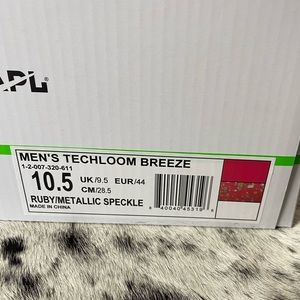 APL
MEN'S TECHLOOM BREEZE
1-2-007-320-611
10.5 UK/9.5 EUR/44
CM/28.5
RUBY/METALLIC SPECKLE
MADE IN CHINA